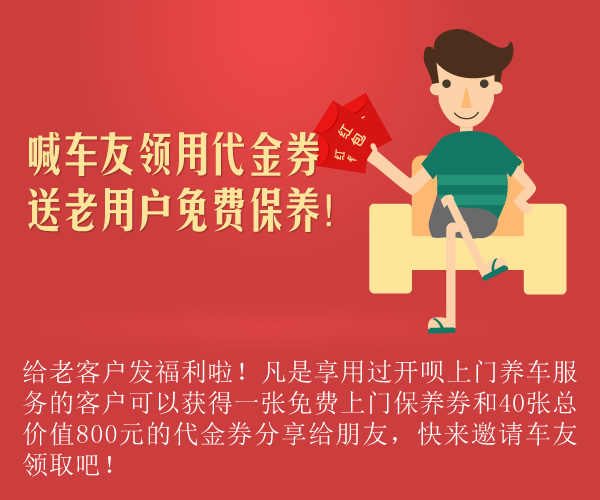 喊车友领用代金券
送老用户免费保养!
红包
红
给老客户发福利啦！凡是享用过开呗上门养车服
务的客户可以获得一张免费上门保养券和40张总
价值800元的代金券分享给朋友，快来邀请车友
领取吧！